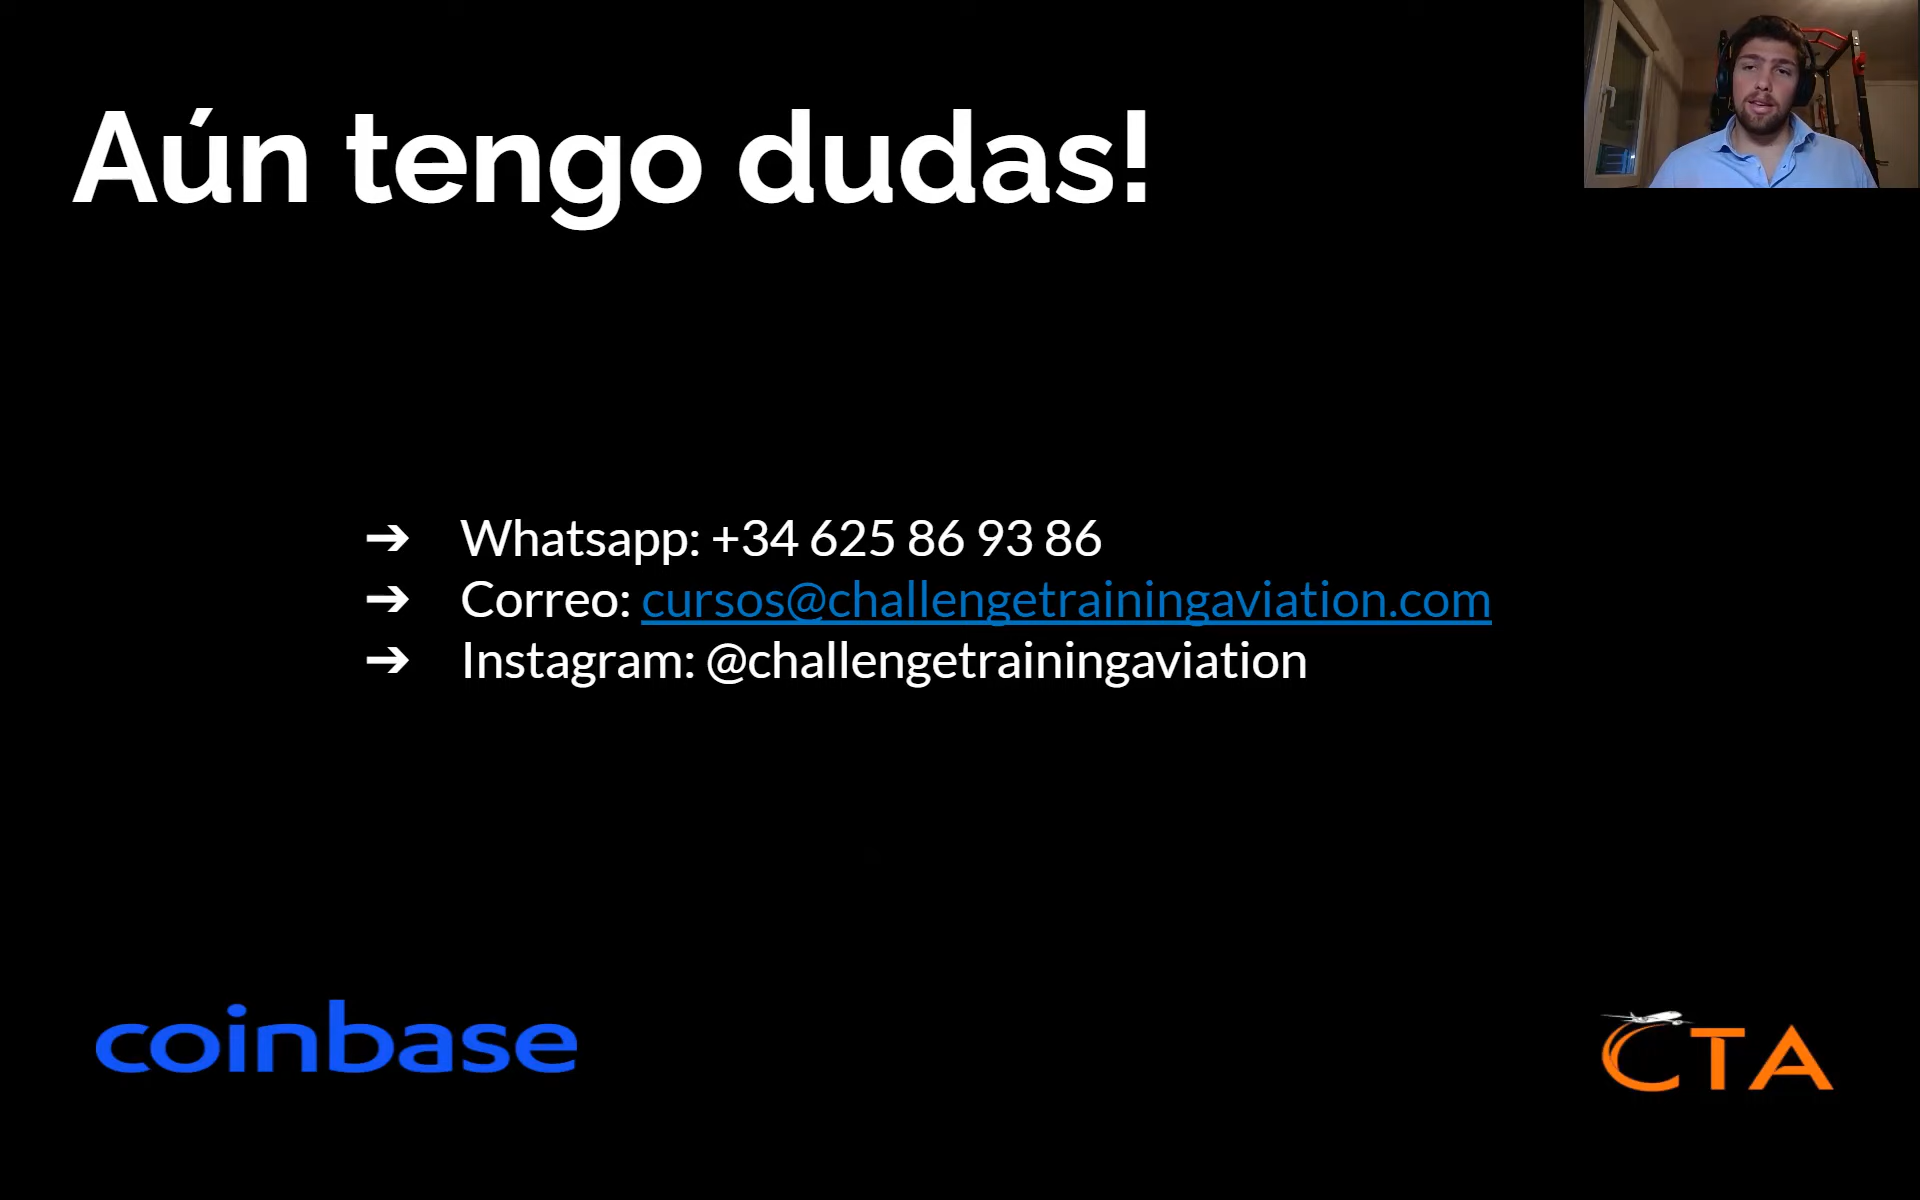 Aún tengo dudas!
➔ Whatsapp: +34 625 86 93 86
➔ Correo: cursos@challengetrainingaviation.com
➔ Instagram: @challengetrainingaviation
coinbase
CTA